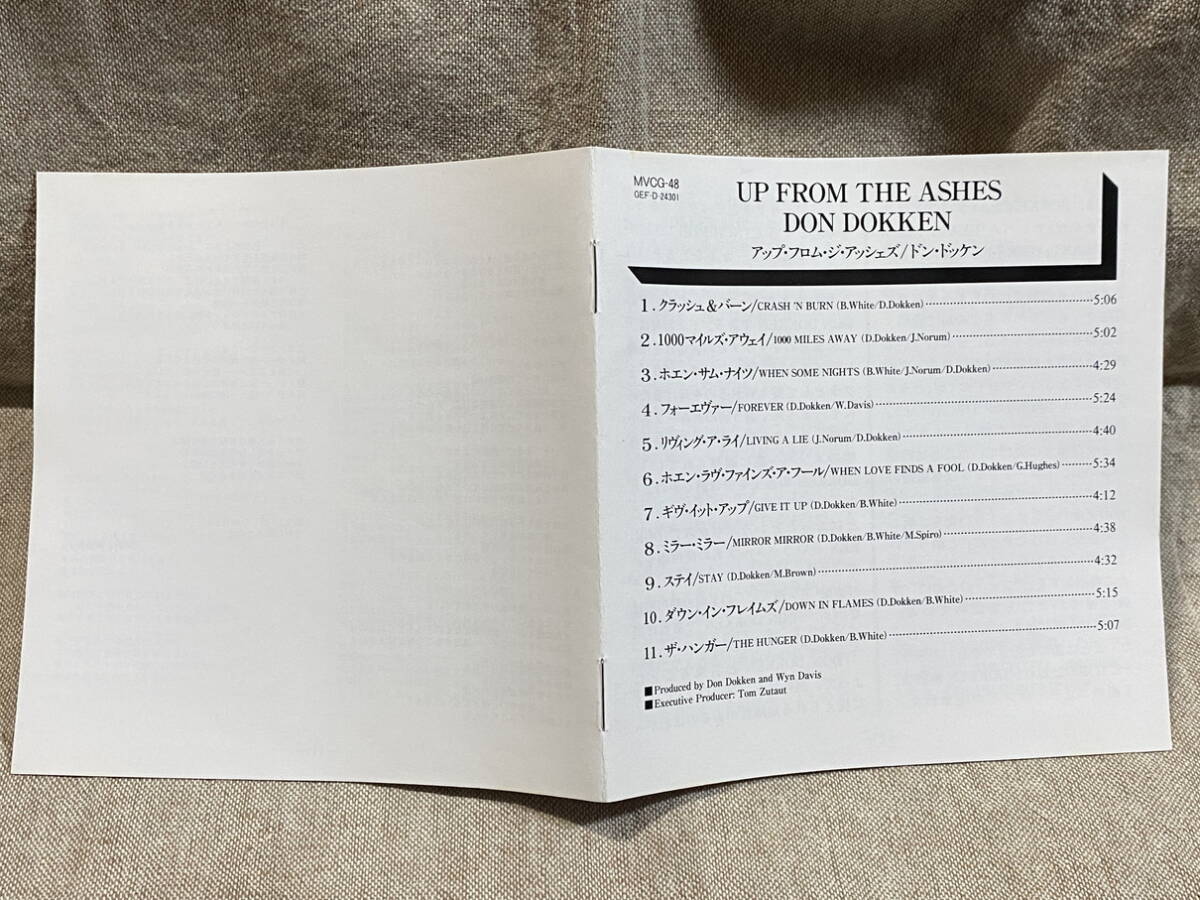 MVCG-48
GEF·D-24301
UP FROM THE ASHES
DON DOKKEN
アップ・フロム・ジ・アッシェズ/ドン・ドッケン
1.クラッシュ&バーン/CRASH 'N BURN (B.White/D.Dokken)⋯⋯5:06
2.1000マイルズ・アウェイ/1000 MILES AWAY (D.Dokken/J.Norum)⋯⋯5:02
3.ホエン・サム・ナイツ/WHEN SOME NIGHTS (B.White/J.Norum/D.Dokken)⋯⋯4:29
4.フォーエヴァー/FOREVER (D.Dokken/W.Davis)⋯⋯5:24
5.リヴィング・ア・ライ/LIVING A LIE (J.Norum/D.Dokken)⋯⋯4:40
6.ホエン・ラヴ・ファインズ・ア・フール/WHEN LOVE FINDS A FOOL (D.Dokken/G.Hughes)⋯⋯5:34
7.ギヴ・イット・アップ/GIVE IT UP (D.Dokken/B.White)⋯⋯4:12
8.ミラー・ミラー/MIRROR MIRROR (D.Dokken/B.White/M.Spiro)⋯⋯4:38
9.ステイ/STAY (D.Dokken/M.Brown)⋯⋯4:32
10.ダウン・イン・フレイムズ/DOWN IN FLAMES (D.Dokken/B.White)⋯⋯5:15
11.ザ・ハンガー/THE HUNGER (D.Dokken/B.White)⋯⋯5:07
■Produced by Don Dokken and Wyn Davis
■Executive Producer: Tom Zutaut